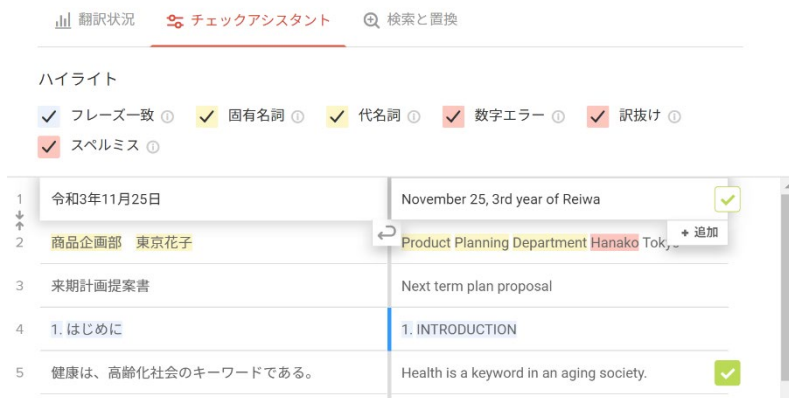 翻訳状況 チェックアシスタント 検索と置換
ハイライト
フレーズ一致 固有名詞 代名詞 数字エラー 訳抜け
スペルミス
1 令和3年11月25日 November 25, 3rd year of Reiwa
+ 追加
2 商品企画部 東京花子 Product Planning Department Hanako
3 来期計画提案書 Next term plan proposal
4 1. はじめに 1. INTRODUCTION
5 健康は、高齢化社会のキーワードである。 Health is a keyword in an aging society.